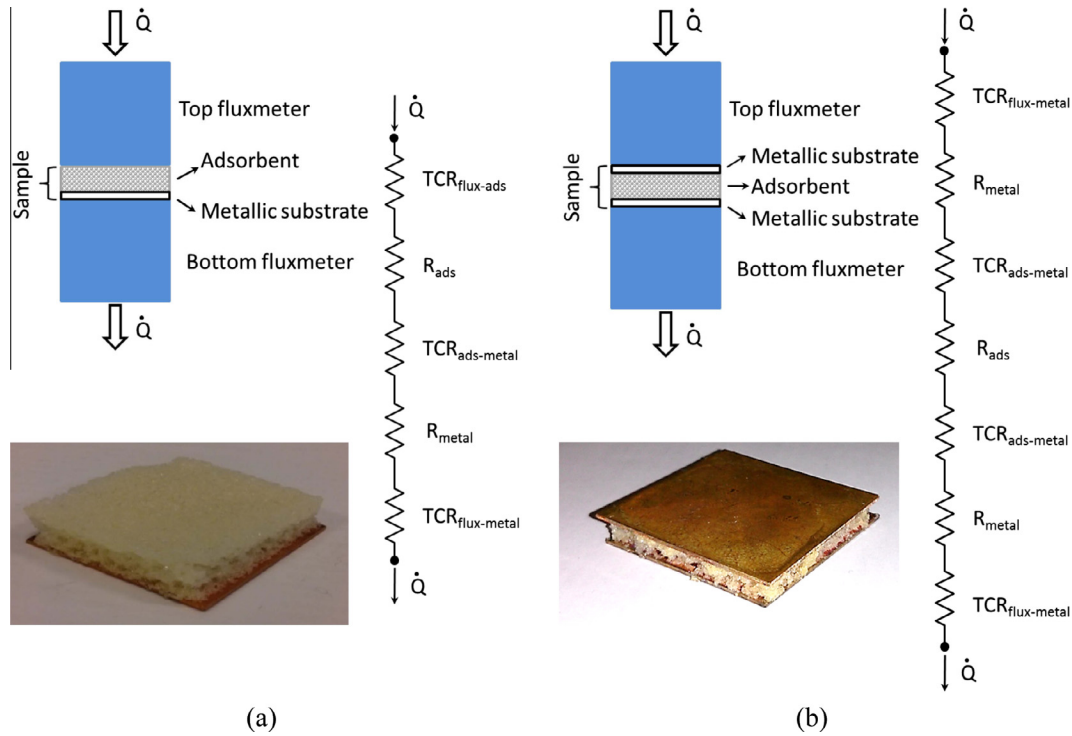 Q̇
Top fluxmeter
Adsorbent
Sample
Metallic substrate
Bottom fluxmeter
Q̇
Q̇
TCRflux-ads
Rads
TCRads-metal
Rmetal
TCRflux-metal
Q̇
(a)
Q̇
Top fluxmeter
Metallic substrate
Sample
Adsorbent
Metallic substrate
Bottom fluxmeter
Q̇
Q̇
TCRflux-metal
Rmetal
TCRads-metal
Rads
TCRads-metal
Rmetal
TCRflux-metal
Q̇
(b)